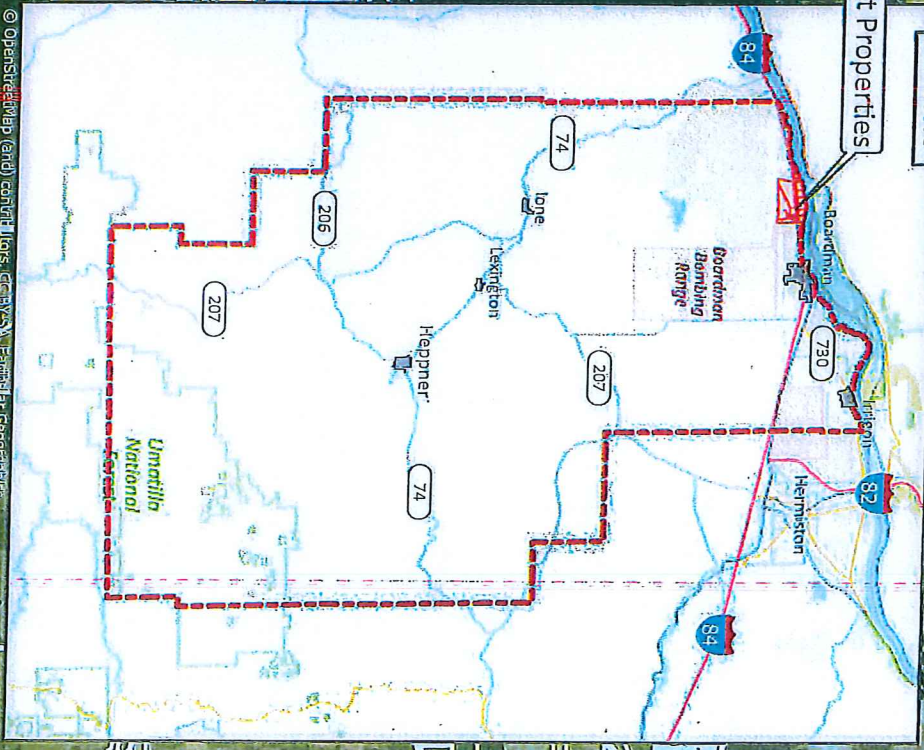 t Properties
84
Boardman
730
Irrigon
82
Hermiston
84
74
Ione
Boardman
Bombing
Range
Lexington
207
206
Heppner
207
74
Umatilla
National
Forest
© OpenStreetMap (and)
CC-BY-SA